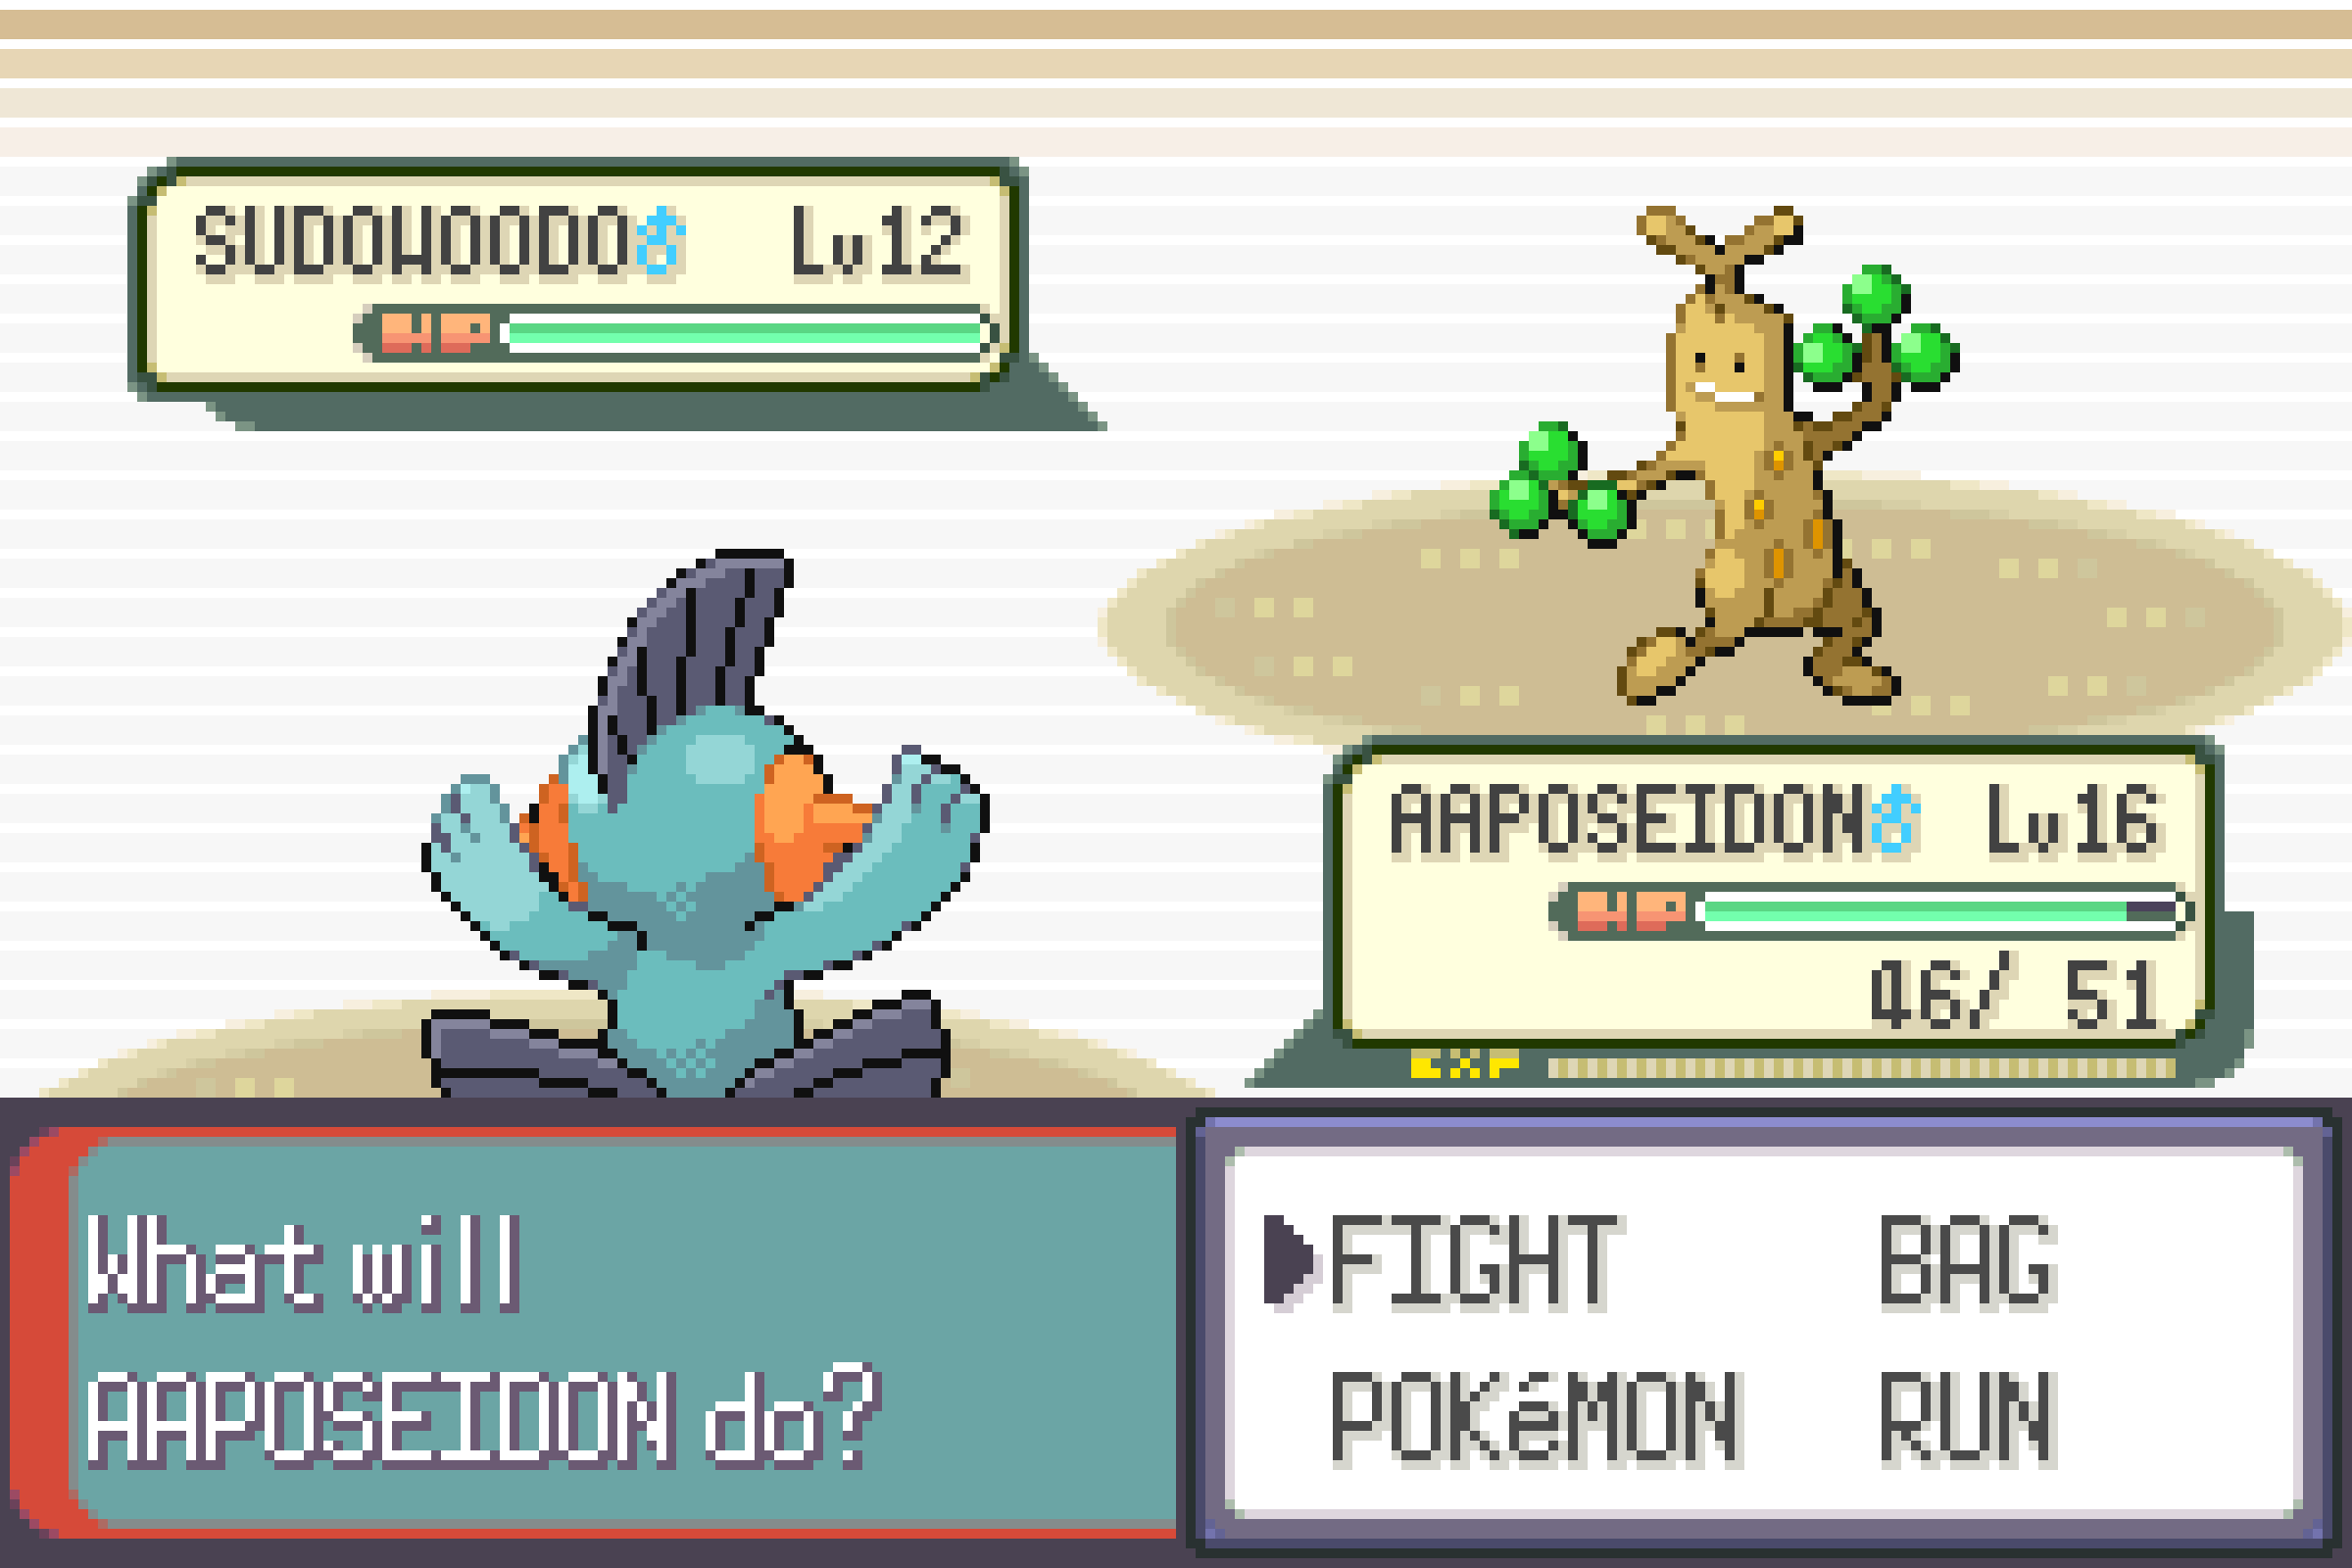 SUDOWOODO♂ Lv12
HP
AAPOSEIDON♂ Lv16
HP
46/ 51
EXP
What will
AAPOSEIDON do?
▶FIGHT BAG
POKéMON RUN